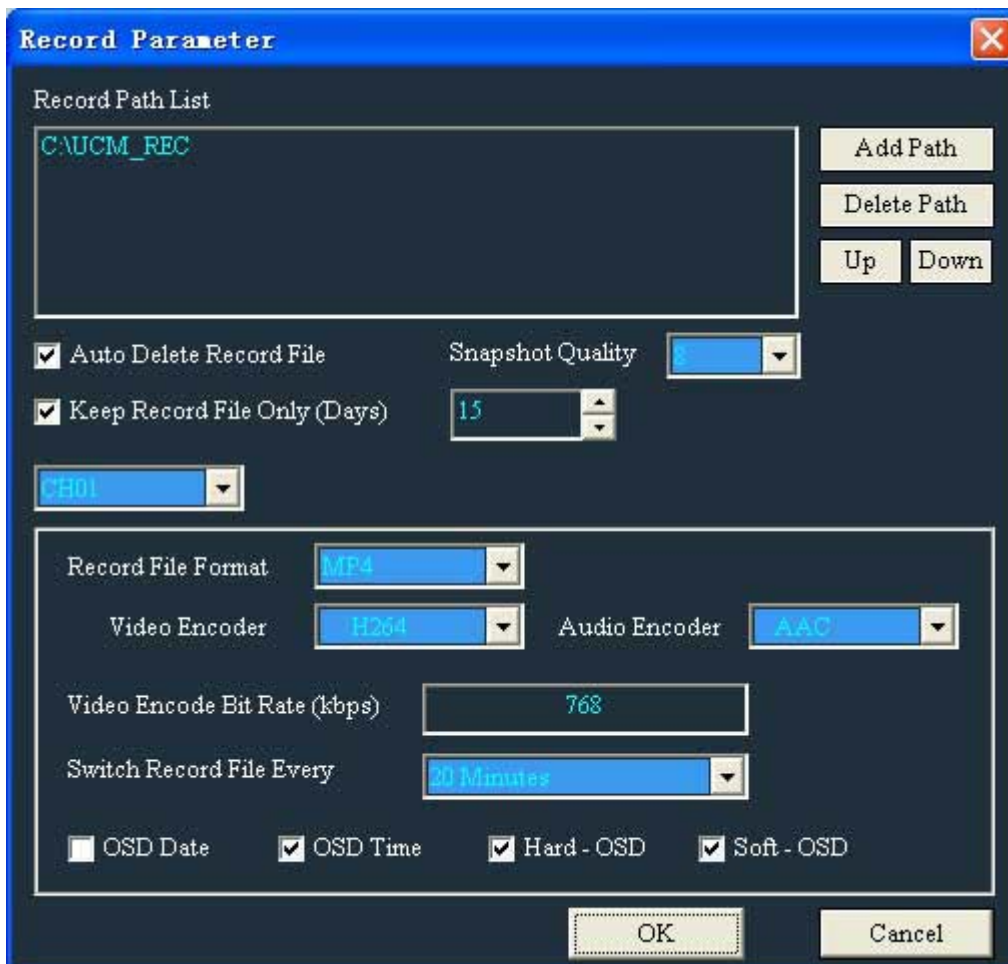 Record Parameter
Record Path List
C:\UCM_REC
Add Path
Delete Path
Up Down
Auto Delete Record File Snapshot Quality 8
Keep Record File Only (Days) 15
CH01
Record File Format MP4
Video Encoder H264 Audio Encoder AAC
Video Encode Bit Rate (kbps) 768
Switch Record File Every 20 Minutes
OSD Date OSD Time Hard - OSD Soft - OSD
OK Cancel